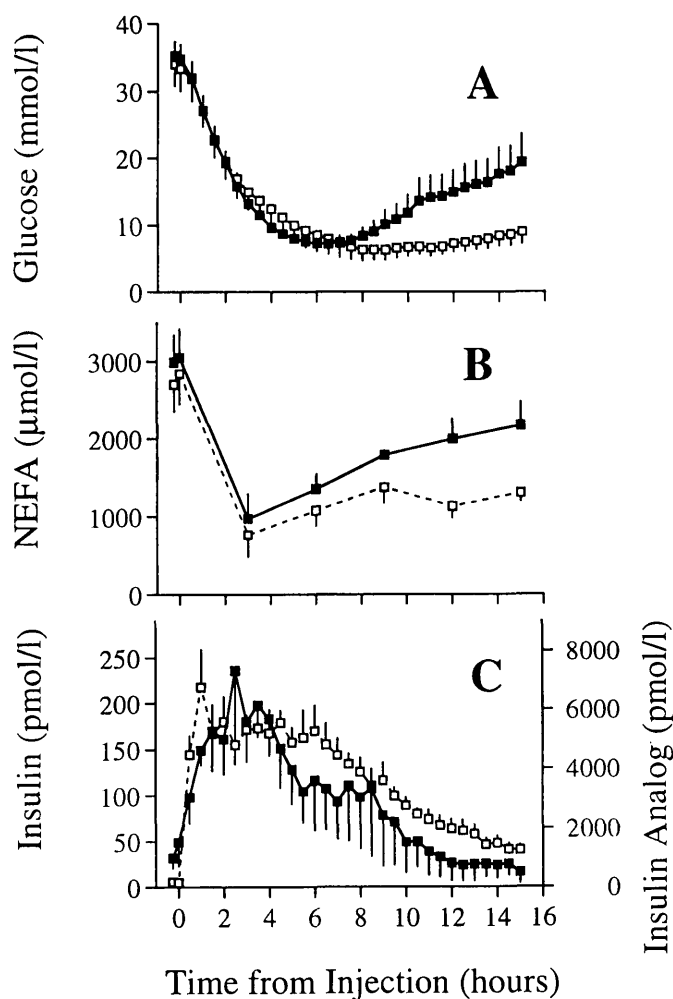 40
30
20
10
0
Glucose (mmol/l)
A
3000
2000
1000
0
NEFA (μmol/l)
B
250
200
150
100
50
0
Insulin (pmol/l)
C
8000
6000
4000
2000
0
Insulin Analog (pmol/l)
0 2 4 6 8 10 12 14 16
Time from Injection (hours)